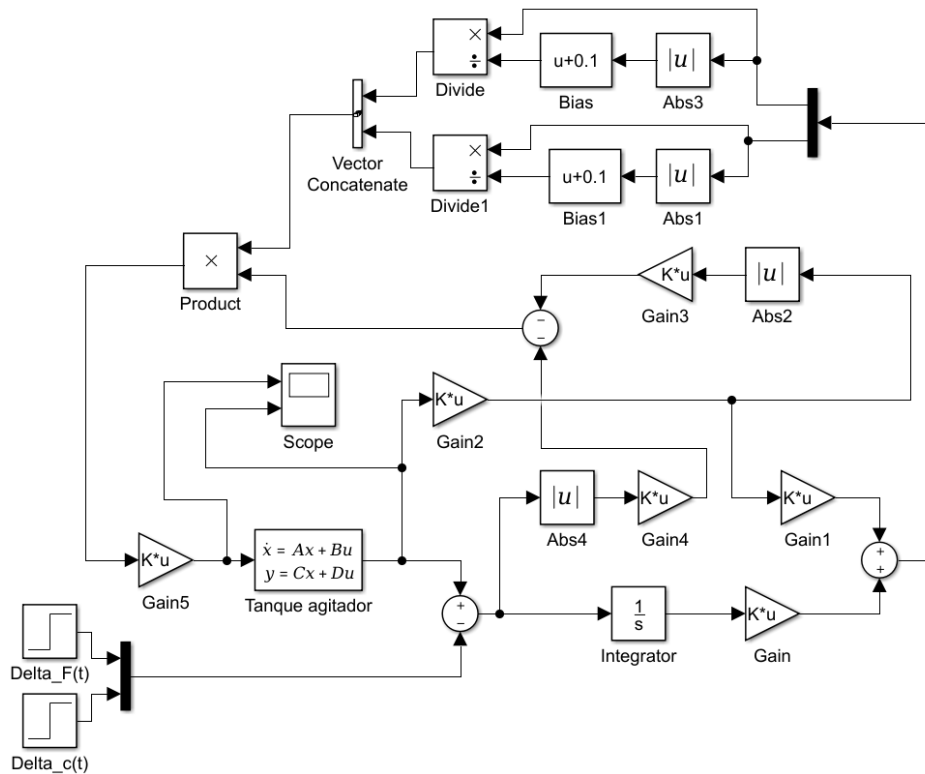 ×
÷
Divide
u+0.1
Bias
|u|
Abs3
Vector
Concatenate
×
÷
Divide1
u+0.1
Bias1
|u|
Abs1
×
Product
K*u
Gain3
|u|
Abs2
−
−
Scope
K*u
Gain2
|u|
Abs4
K*u
Gain4
K*u
Gain1
K*u
Gain5
ẋ = Ax + Bu
y = Cx + Du
Tanque agitador
+
−
1
s
Integrator
K*u
Gain
+
+
Delta_F(t)
Delta_c(t)